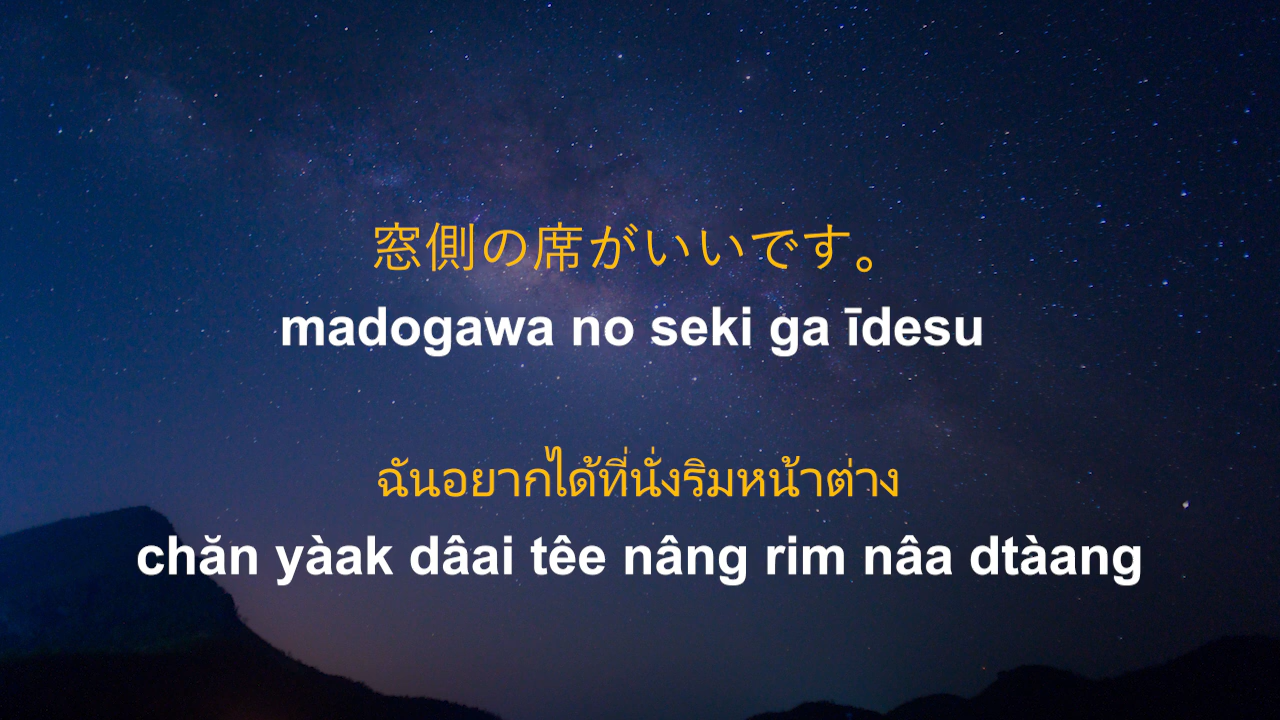 窓側の席がいいです。
madogawa no seki ga īdesu
ฉันอยากได้ที่นั่งริมหน้าต่าง
chăn yàak dâai têe nâng rim nâa dtàang